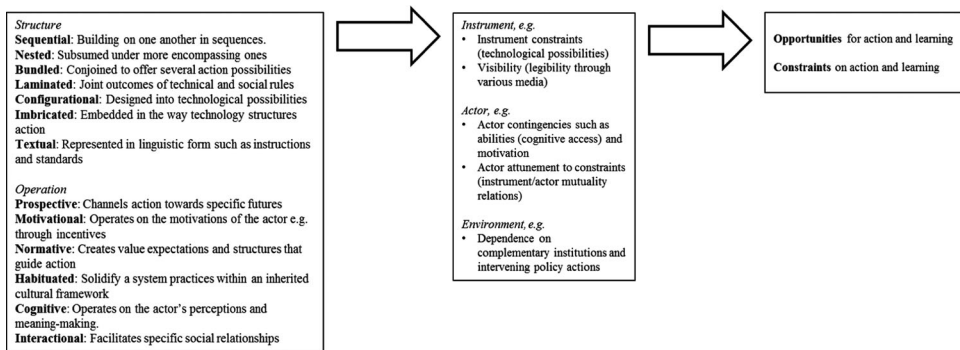 Structure
Sequential: Building on one another in sequences.
Nested: Subsumed under more encompassing ones
Bundled: Conjoined to offer several action possibilities
Laminated: Joint outcomes of technical and social rules
Configurational: Designed into technological possibilities
Imbricated: Embedded in the way technology structures
action
Textual: Represented in linguistic form such as instructions
and standards
Operation
Prospective: Channels action towards specific futures
Motivational: Operates on the motivations of the actor e.g.
through incentives
Normative: Creates value expectations and structures that
guide action
Habituated: Solidify a system practices within an inherited
cultural framework
Cognitive: Operates on the actor's perceptions and
meaning-making.
Interactional: Facilitates specific social relationships
Instrument, e.g.
• Instrument constraints
(technological possibilities)
• Visibility (legibility through
various media)
Actor, e.g.
• Actor contingencies such as
abilities (cognitive access) and
motivation
• Actor attunement to constraints
(instrument/actor mutuality
relations)
Environment, e.g.
• Dependence on
complementary institutions and
intervening policy actions
Opportunities for action and learning
Constraints on action and learning